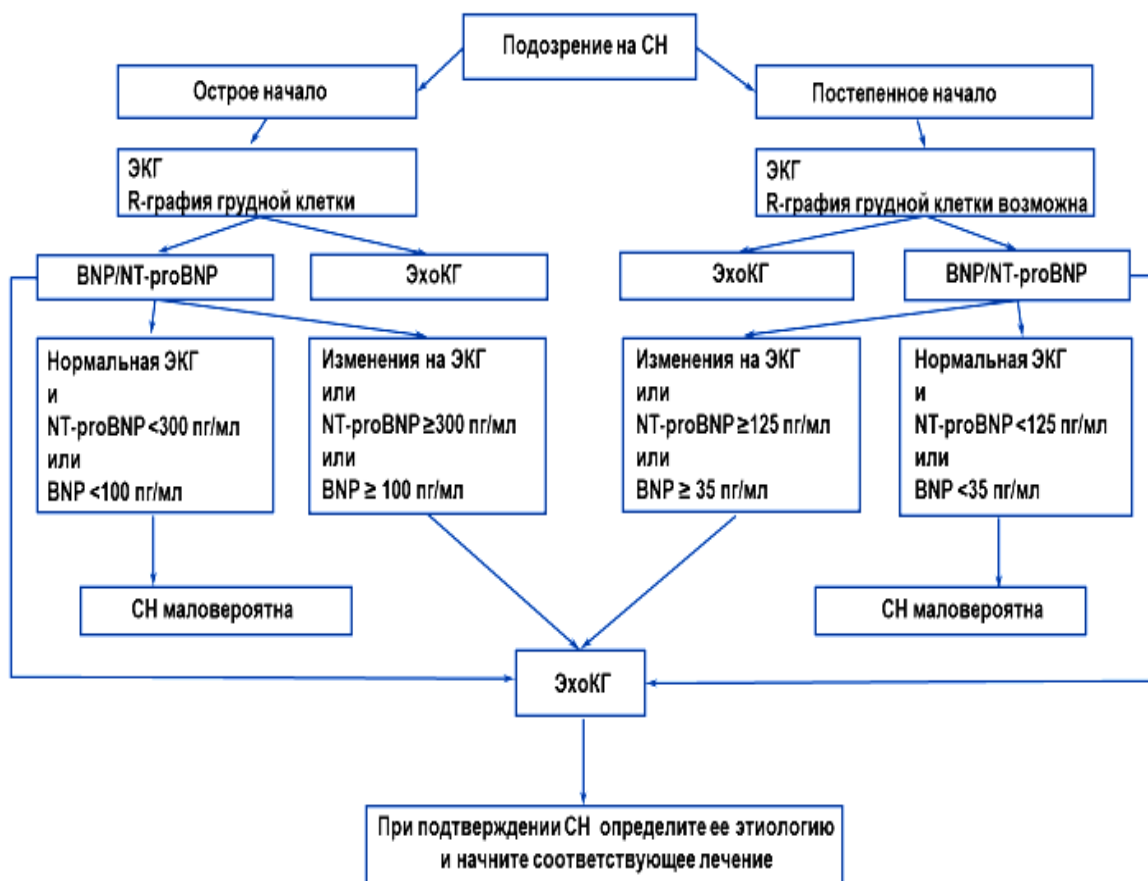 Подозрение на СН
Острое начало
Постепенное начало
ЭКГ
R-графия грудной клетки
ЭКГ
R-графия грудной клетки возможна
BNP/NT-proBNP
ЭхоКГ
ЭхоКГ
BNP/NT-proBNP
Нормальная ЭКГ
и
NT-proBNP <300 пг/мл
или
BNP <100 пг/мл
Изменения на ЭКГ
или
NT-proBNP ≥300 пг/мл
или
BNP ≥ 100 пг/мл
Изменения на ЭКГ
или
NT-proBNP ≥125 пг/мл
или
BNP ≥ 35 пг/мл
Нормальная ЭКГ
и
NT-proBNP <125 пг/мл
или
BNP <35 пг/мл
СН маловероятна
СН маловероятна
ЭхоКГ
При подтверждении СН определите ее этиологию
и начните соответствующее лечение